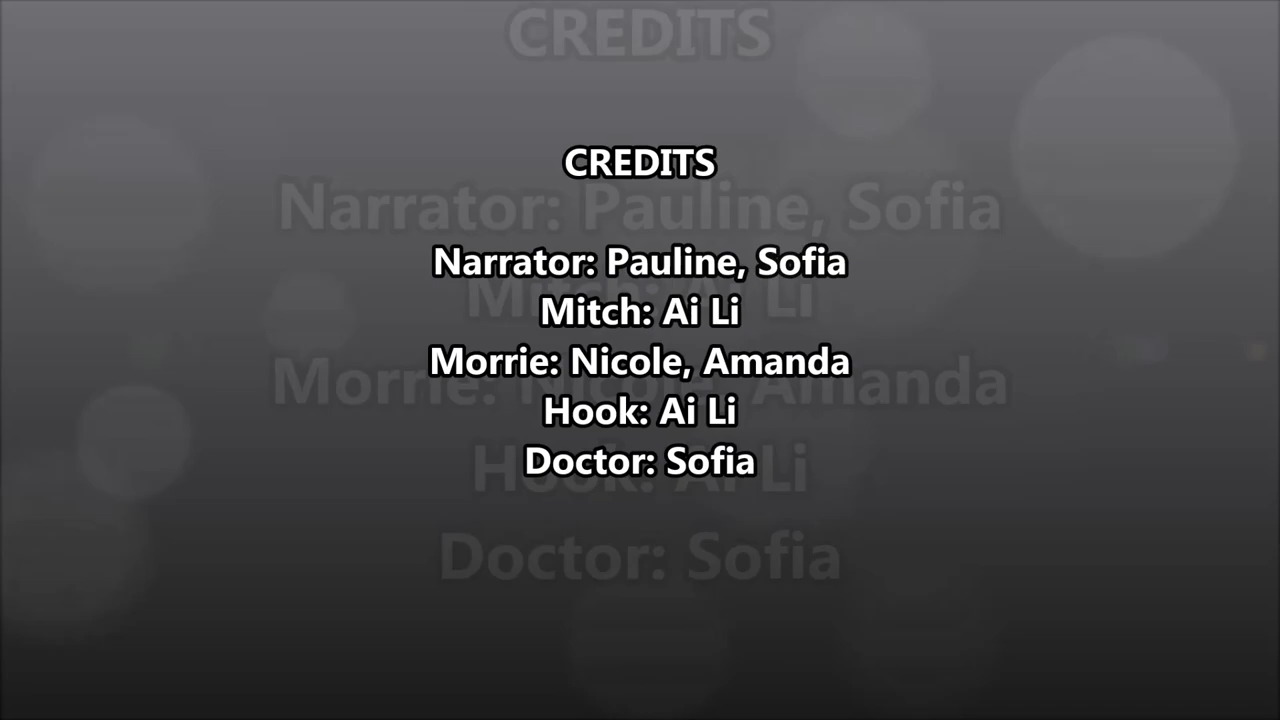 CREDITS
Narrator: Pauline, Sofia
Mitch: Ai Li
Morrie: Nicole, Amanda
Hook: Ai Li
Doctor: Sofia